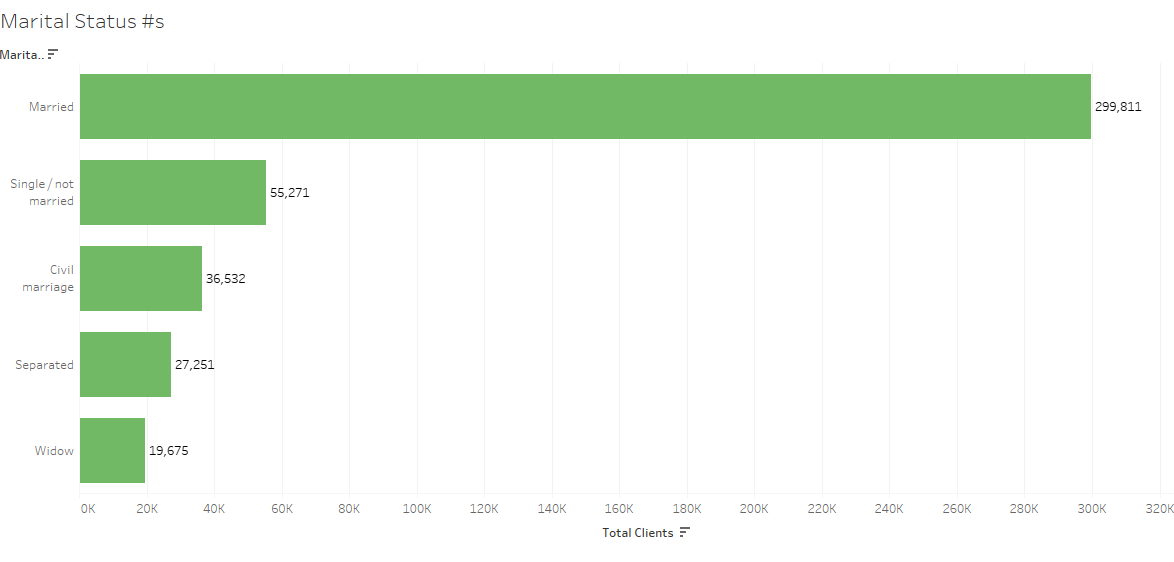 Marital Status #s
Marita..
Married
299,811
Single / not
married
55,271
Civil
marriage
36,532
Separated
27,251
Widow
19,675
0K 20K 40K 60K 80K 100K 120K 140K 160K 180K 200K 220K 240K 260K 280K 300K 320K
Total Clients